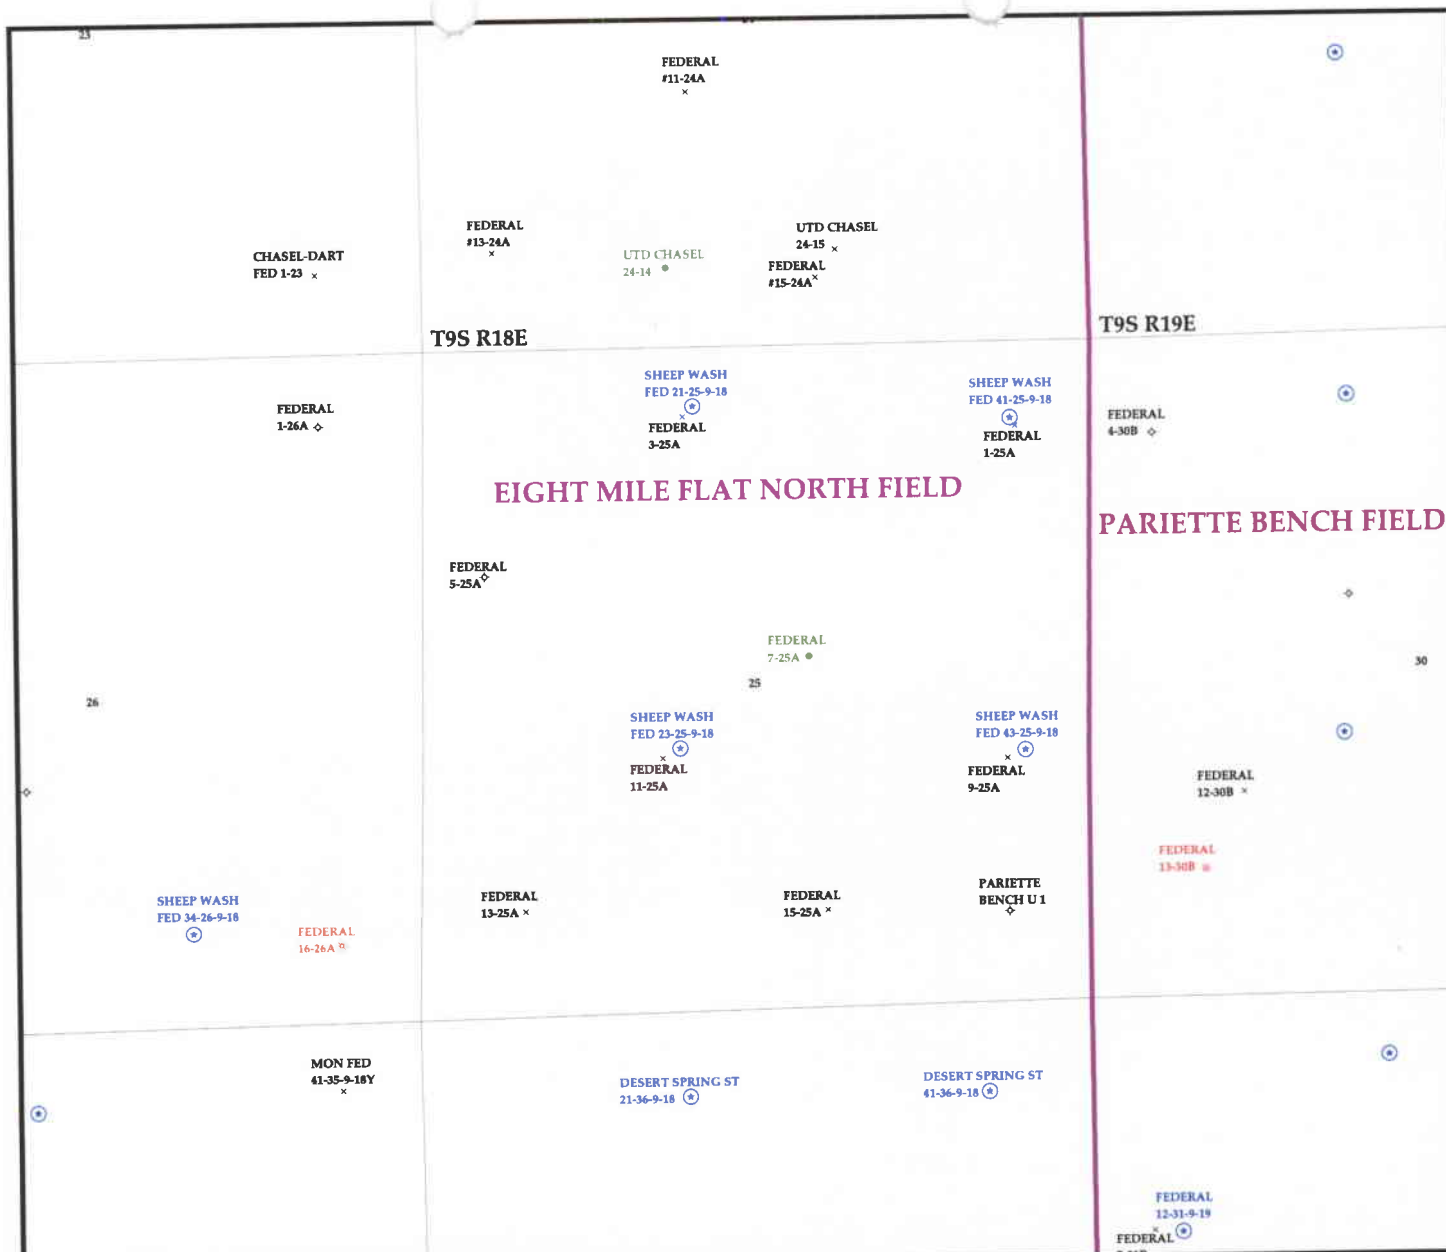 23
FEDERAL
#11-24A
FEDERAL
#13-24A
UTD CHASEL
24-14
UTD CHASEL
24-15
FEDERAL
#15-24A
CHASEL-DART
FED 1-23
T9S R18E
T9S R19E
SHEEP WASH
FED 21-25-9-18
FEDERAL
3-25A
SHEEP WASH
FED 41-25-9-18
FEDERAL
1-25A
FEDERAL
1-26A
FEDERAL
4-30B
EIGHT MILE FLAT NORTH FIELD
PARIETTE BENCH FIELD
FEDERAL
5-25A
FEDERAL
7-25A
25
30
26
SHEEP WASH
FED 23-25-9-18
FEDERAL
11-25A
SHEEP WASH
FED 43-25-9-18
FEDERAL
9-25A
FEDERAL
12-30B
FEDERAL
13-30B
SHEEP WASH
FED 34-26-9-18
FEDERAL
16-26A
FEDERAL
13-25A
FEDERAL
15-25A
PARIETTE
BENCH U 1
MON FED
41-35-9-18Y
DESERT SPRING ST
21-36-9-18
DESERT SPRING ST
41-36-9-18
FEDERAL
12-31-9-19
FEDERAL